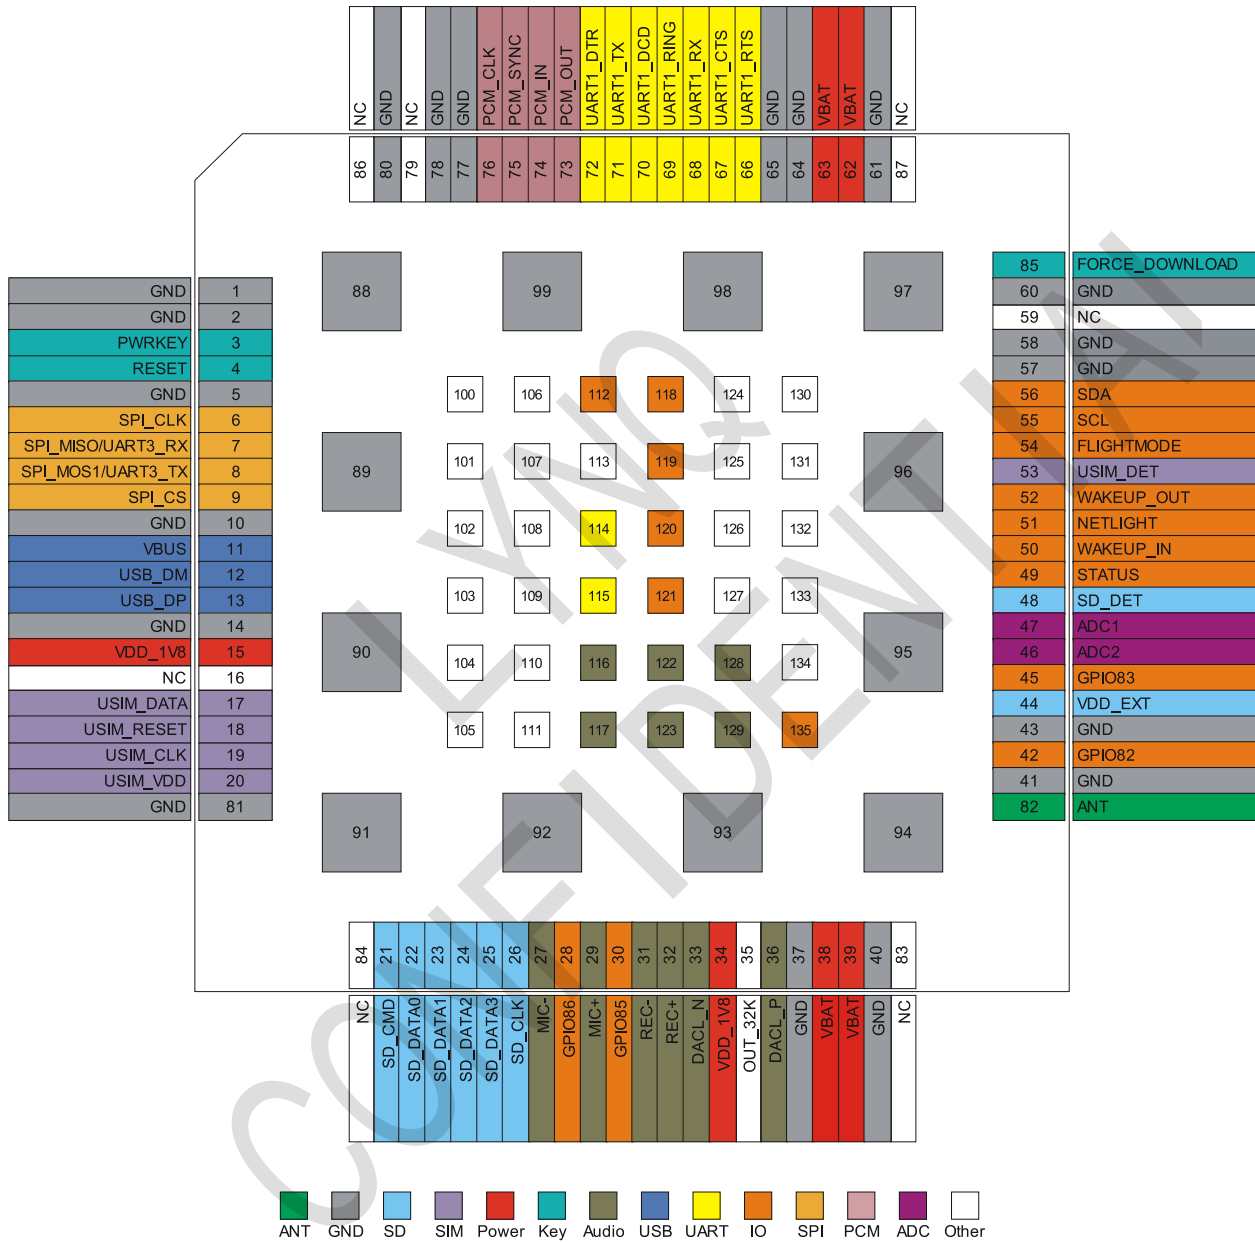 NC GND NC GND GND PCM_CLK PCM_SYNC PCM_IN PCM_OUT UART1_DTR UART1_TX UART1_DCD UART1_RING UART1_RX UART1_CTS UART1_RTS GND GND VBAT VBAT GND NC
86 80 79 78 77 76 75 74 73 72 71 70 69 68 67 66 65 64 63 62 61 87
GND 1
GND 2
PWRKEY 3
RESET 4
GND 5
SPI_CLK 6
SPI_MISO/UART3_RX 7
SPI_MOS1/UART3_TX 8
SPI_CS 9
GND 10
VBUS 11
USB_DM 12
USB_DP 13
GND 14
VDD_1V8 15
NC 16
USIM_DATA 17
USIM_RESET 18
USIM_CLK 19
USIM_VDD 20
GND 81
88 99 98 97
100 106 112 118 124 130
101 107 113 119 125 131
89 96
102 108 114 120 126 132
103 109 115 121 127 133
90 95
104 110 116 122 128 134
105 111 117 123 129 135
91 92 93 94
85 FORCE_DOWNLOAD
60 GND
59 NC
58 GND
57 GND
56 SDA
55 SCL
54 FLIGHTMODE
53 USIM_DET
52 WAKEUP_OUT
51 NETLIGHT
50 WAKEUP_IN
49 STATUS
48 SD_DET
47 ADC1
46 ADC2
45 GPIO83
44 VDD_EXT
43 GND
42 GPIO82
41 GND
82 ANT
84 21 22 23 24 25 26 27 28 29 30 31 32 33 34 35 36 37 38 39 40 83
NC SD_CMD SD_DATA0 SD_DATA1 SD_DATA2 SD_DATA3 SD_CLK MIC- GPIO86 MIC+ GPIO85 REC- REC+ DACL_N VDD_1V8 OUT_32K DACL_P GND VBAT VBAT GND NC
LYNQ
CONFIDENTIAL
ANT GND SD SIM Power Key Audio USB UART IO SPI PCM ADC Other